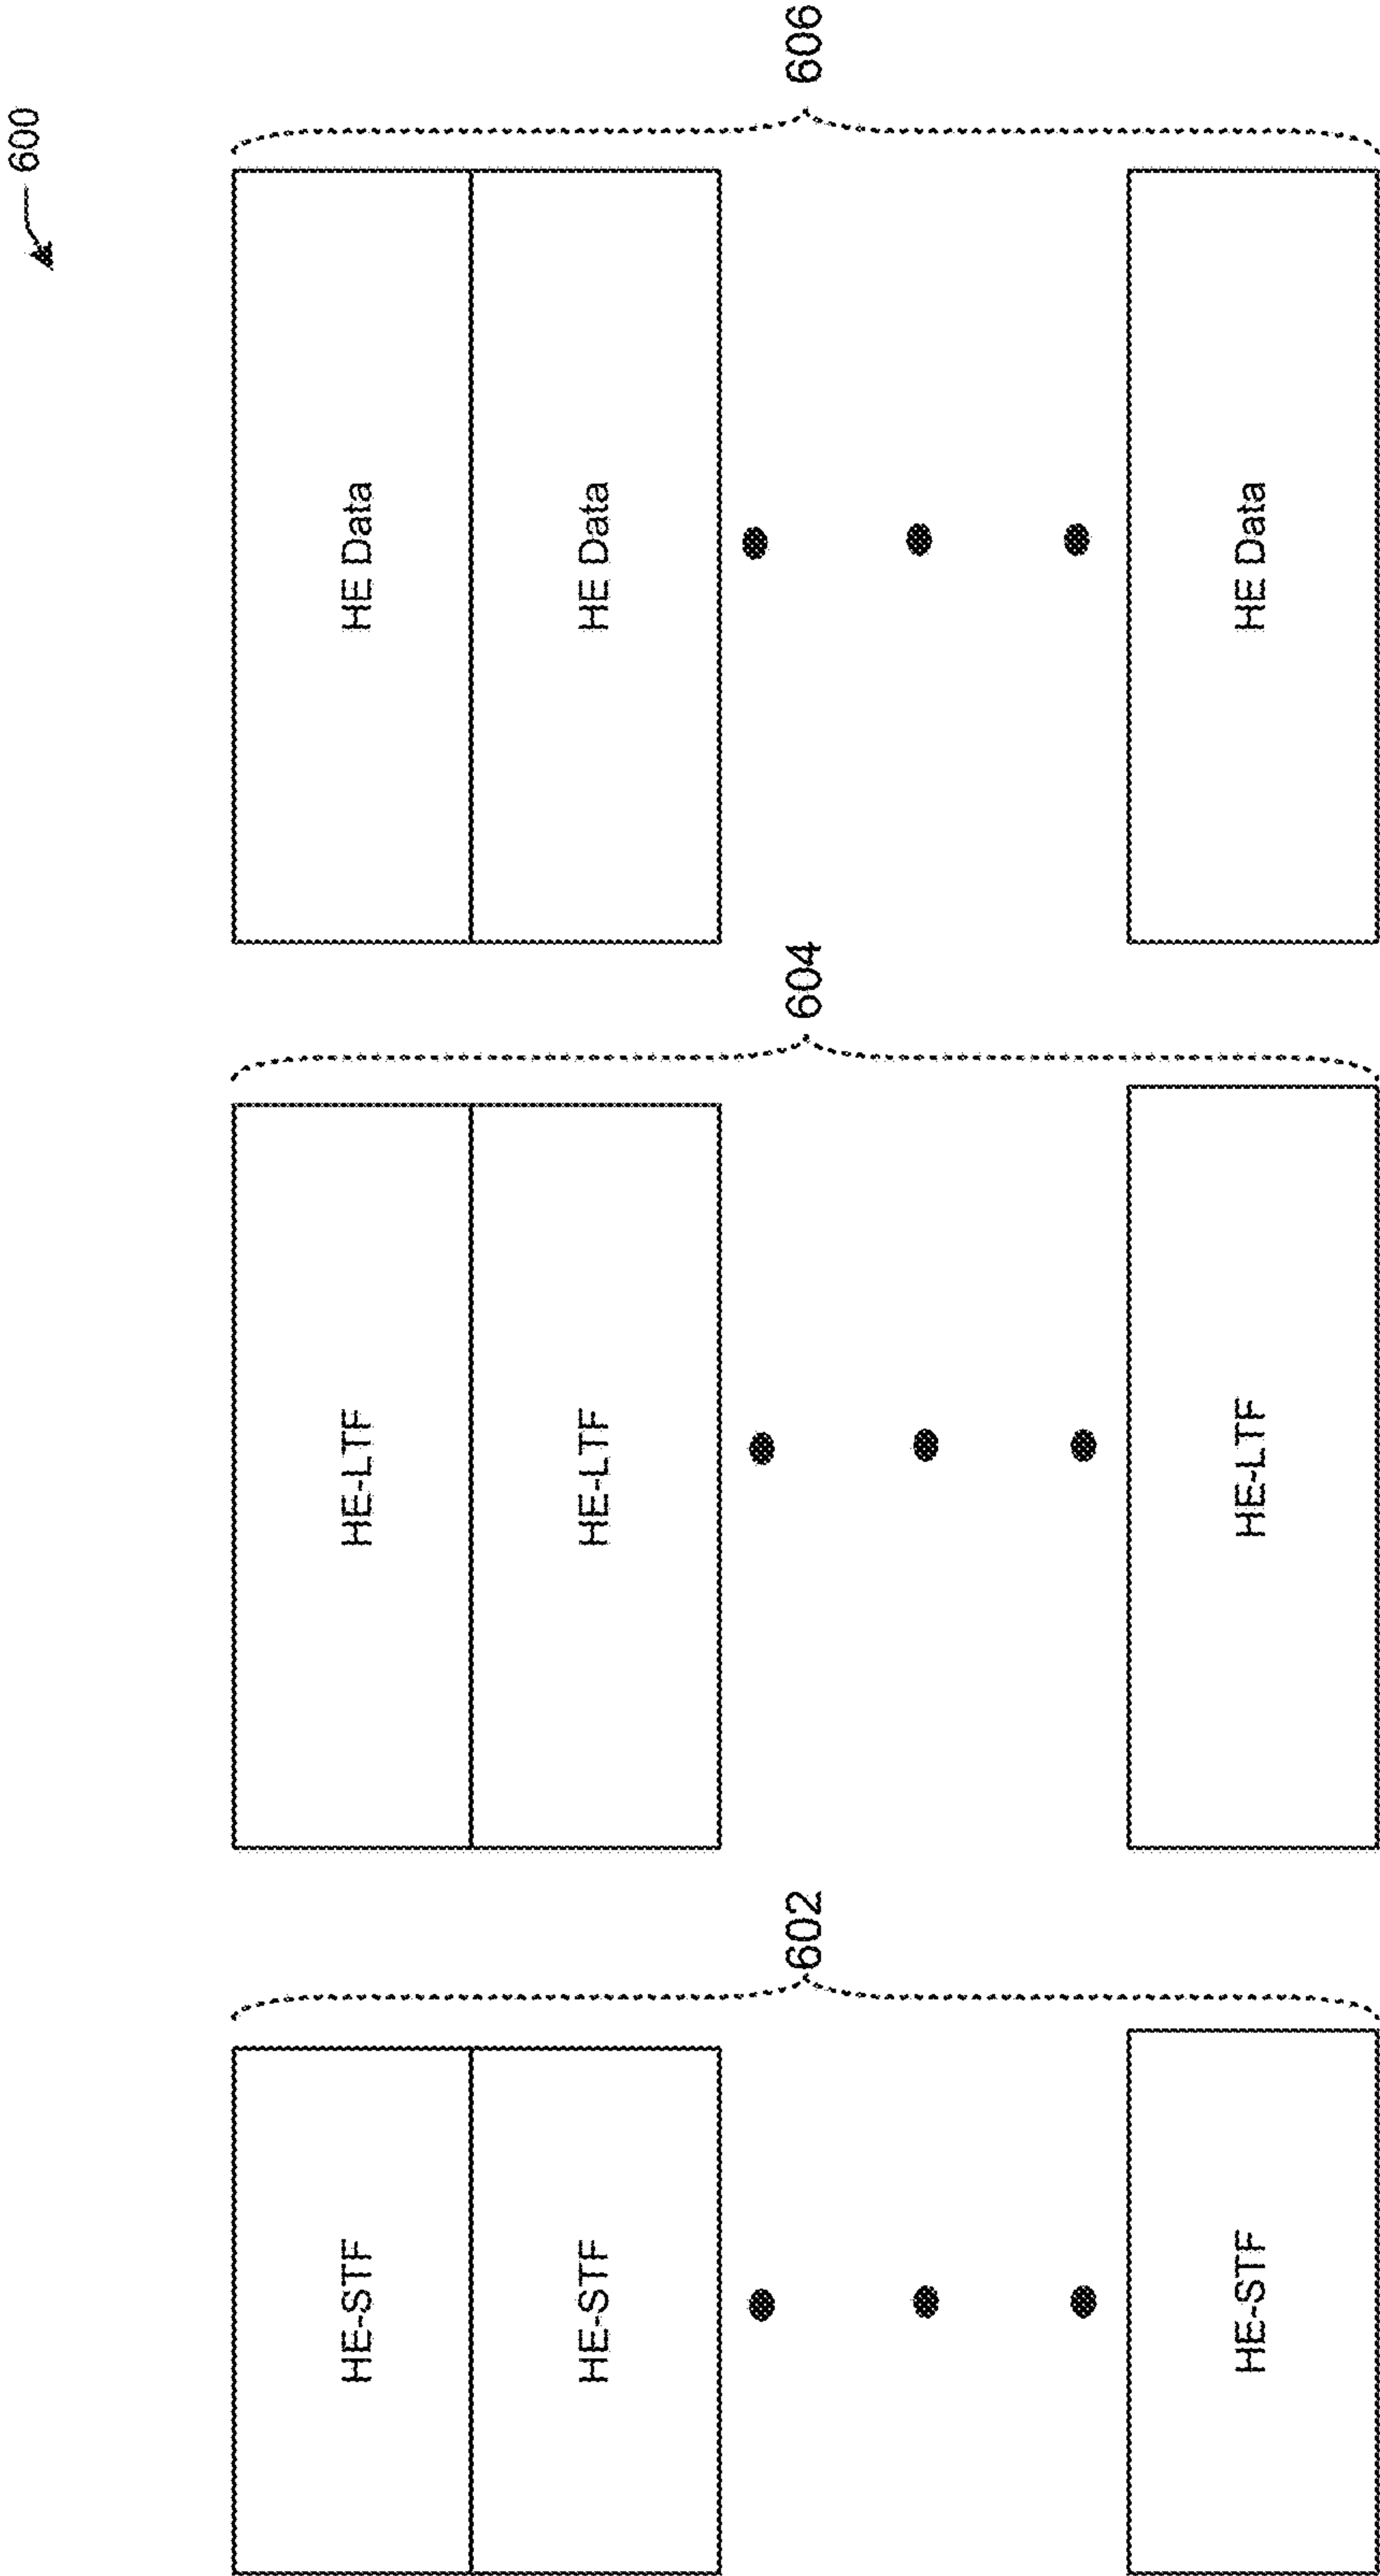 600
HE-STF
HE-LTF
HE Data
HE-STF
HE-LTF
HE Data
602
604
606
HE-STF
HE-LTF
HE Data